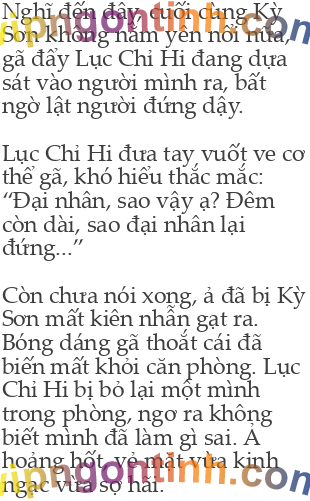 Nghĩ đến đây, cuối cùng Kỳ
Sơn không nằm yên nổi nữa,
gã đẩy Lục Chỉ Hi đang dựa
sát vào người mình ra, bất
ngờ lật người đứng dậy.
Lục Chỉ Hi đưa tay vuốt ve cơ
thể gã, khó hiểu thắc mắc:
“Đại nhân, sao vậy ạ? Đêm
còn dài, sao đại nhân lại
đứng...”
Còn chưa nói xong, ả đã bị Kỳ
Sơn mất kiên nhẫn gạt ra.
Bóng dáng gã thoắt cái đã
biến mất khỏi căn phòng. Lục
Chỉ Hi bị bỏ lại một mình
trong phòng, ngơ ra không
biết mình đã làm gì sai. Ả
hoảng hốt, vẻ mặt vừa kinh
ngạc vừa sợ hãi.
vipngontinh.com
vipngontinh.com